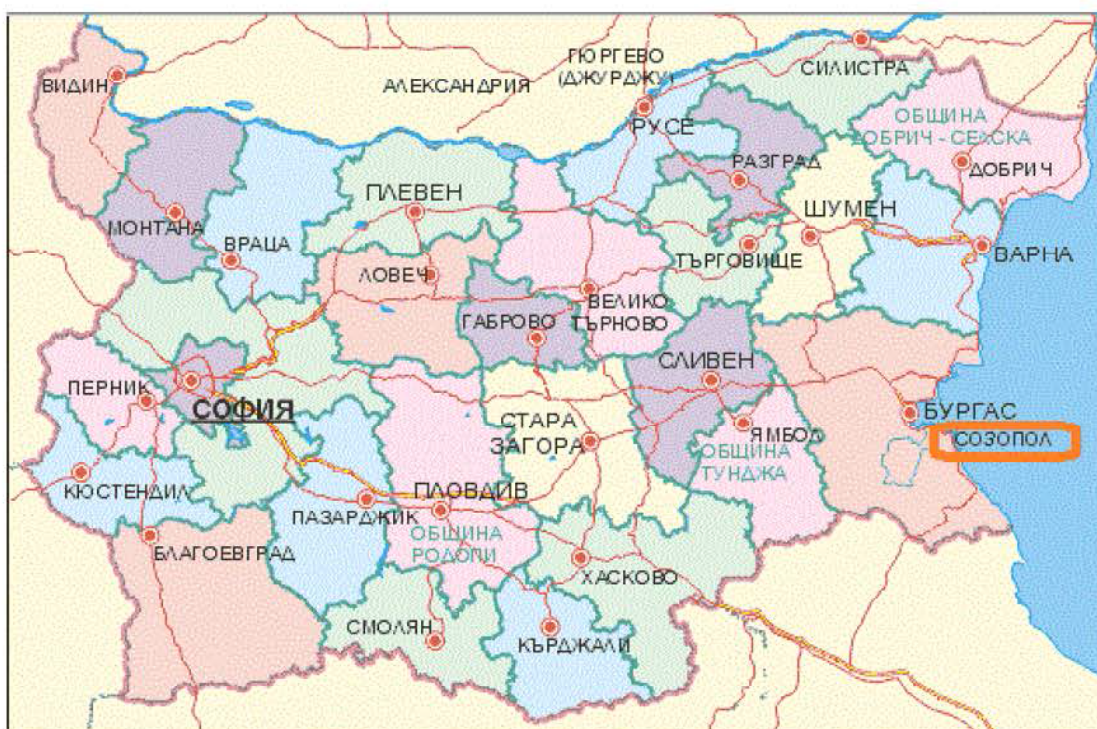 ГЮРГЕВО
(ДЖУРДЖУ)
СИЛИСТРА
ВИДИН
АЛЕКСАНДРИЯ
РУСЕ
ОБЩИНА
ДОБРИЧ - СЕЛСКА
РАЗГРАД
ДОБРИЧ
ПЛЕВЕН
ШУМЕН
МОНТАНА
ВРАЦА
ВАРНА
ТЪРГОВИЩЕ
ЛОВЕЧ
ВЕЛИКО
ТЪРНОВО
ГАБРОВО
СЛИВЕН
ПЕРНИК
СОФИЯ
БУРГАС
СТАРА
ЗАГОРА
ЯМБОЛ
СОЗОПОЛ
ОБЩИНА
ТУНДЖА
КЮСТЕНДИЛ
ПАЗАРДЖИК
ПЛОВДИВ
ОБЩИНА
РОДОПИ
БЛАГОЕВГРАД
ХАСКОВО
СМОЛЯН
КЪРДЖАЛИ